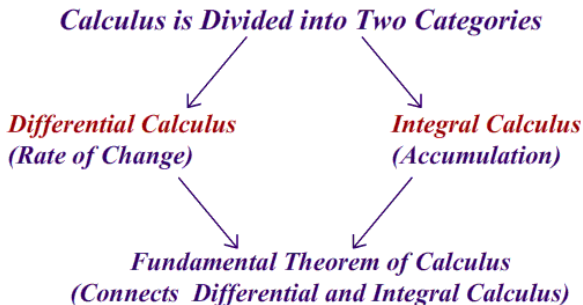 Calculus is Divided into Two Categories
Differential Calculus
(Rate of Change)
Integral Calculus
(Accumulation)
Fundamental Theorem of Calculus
(Connects Differential and Integral Calculus)